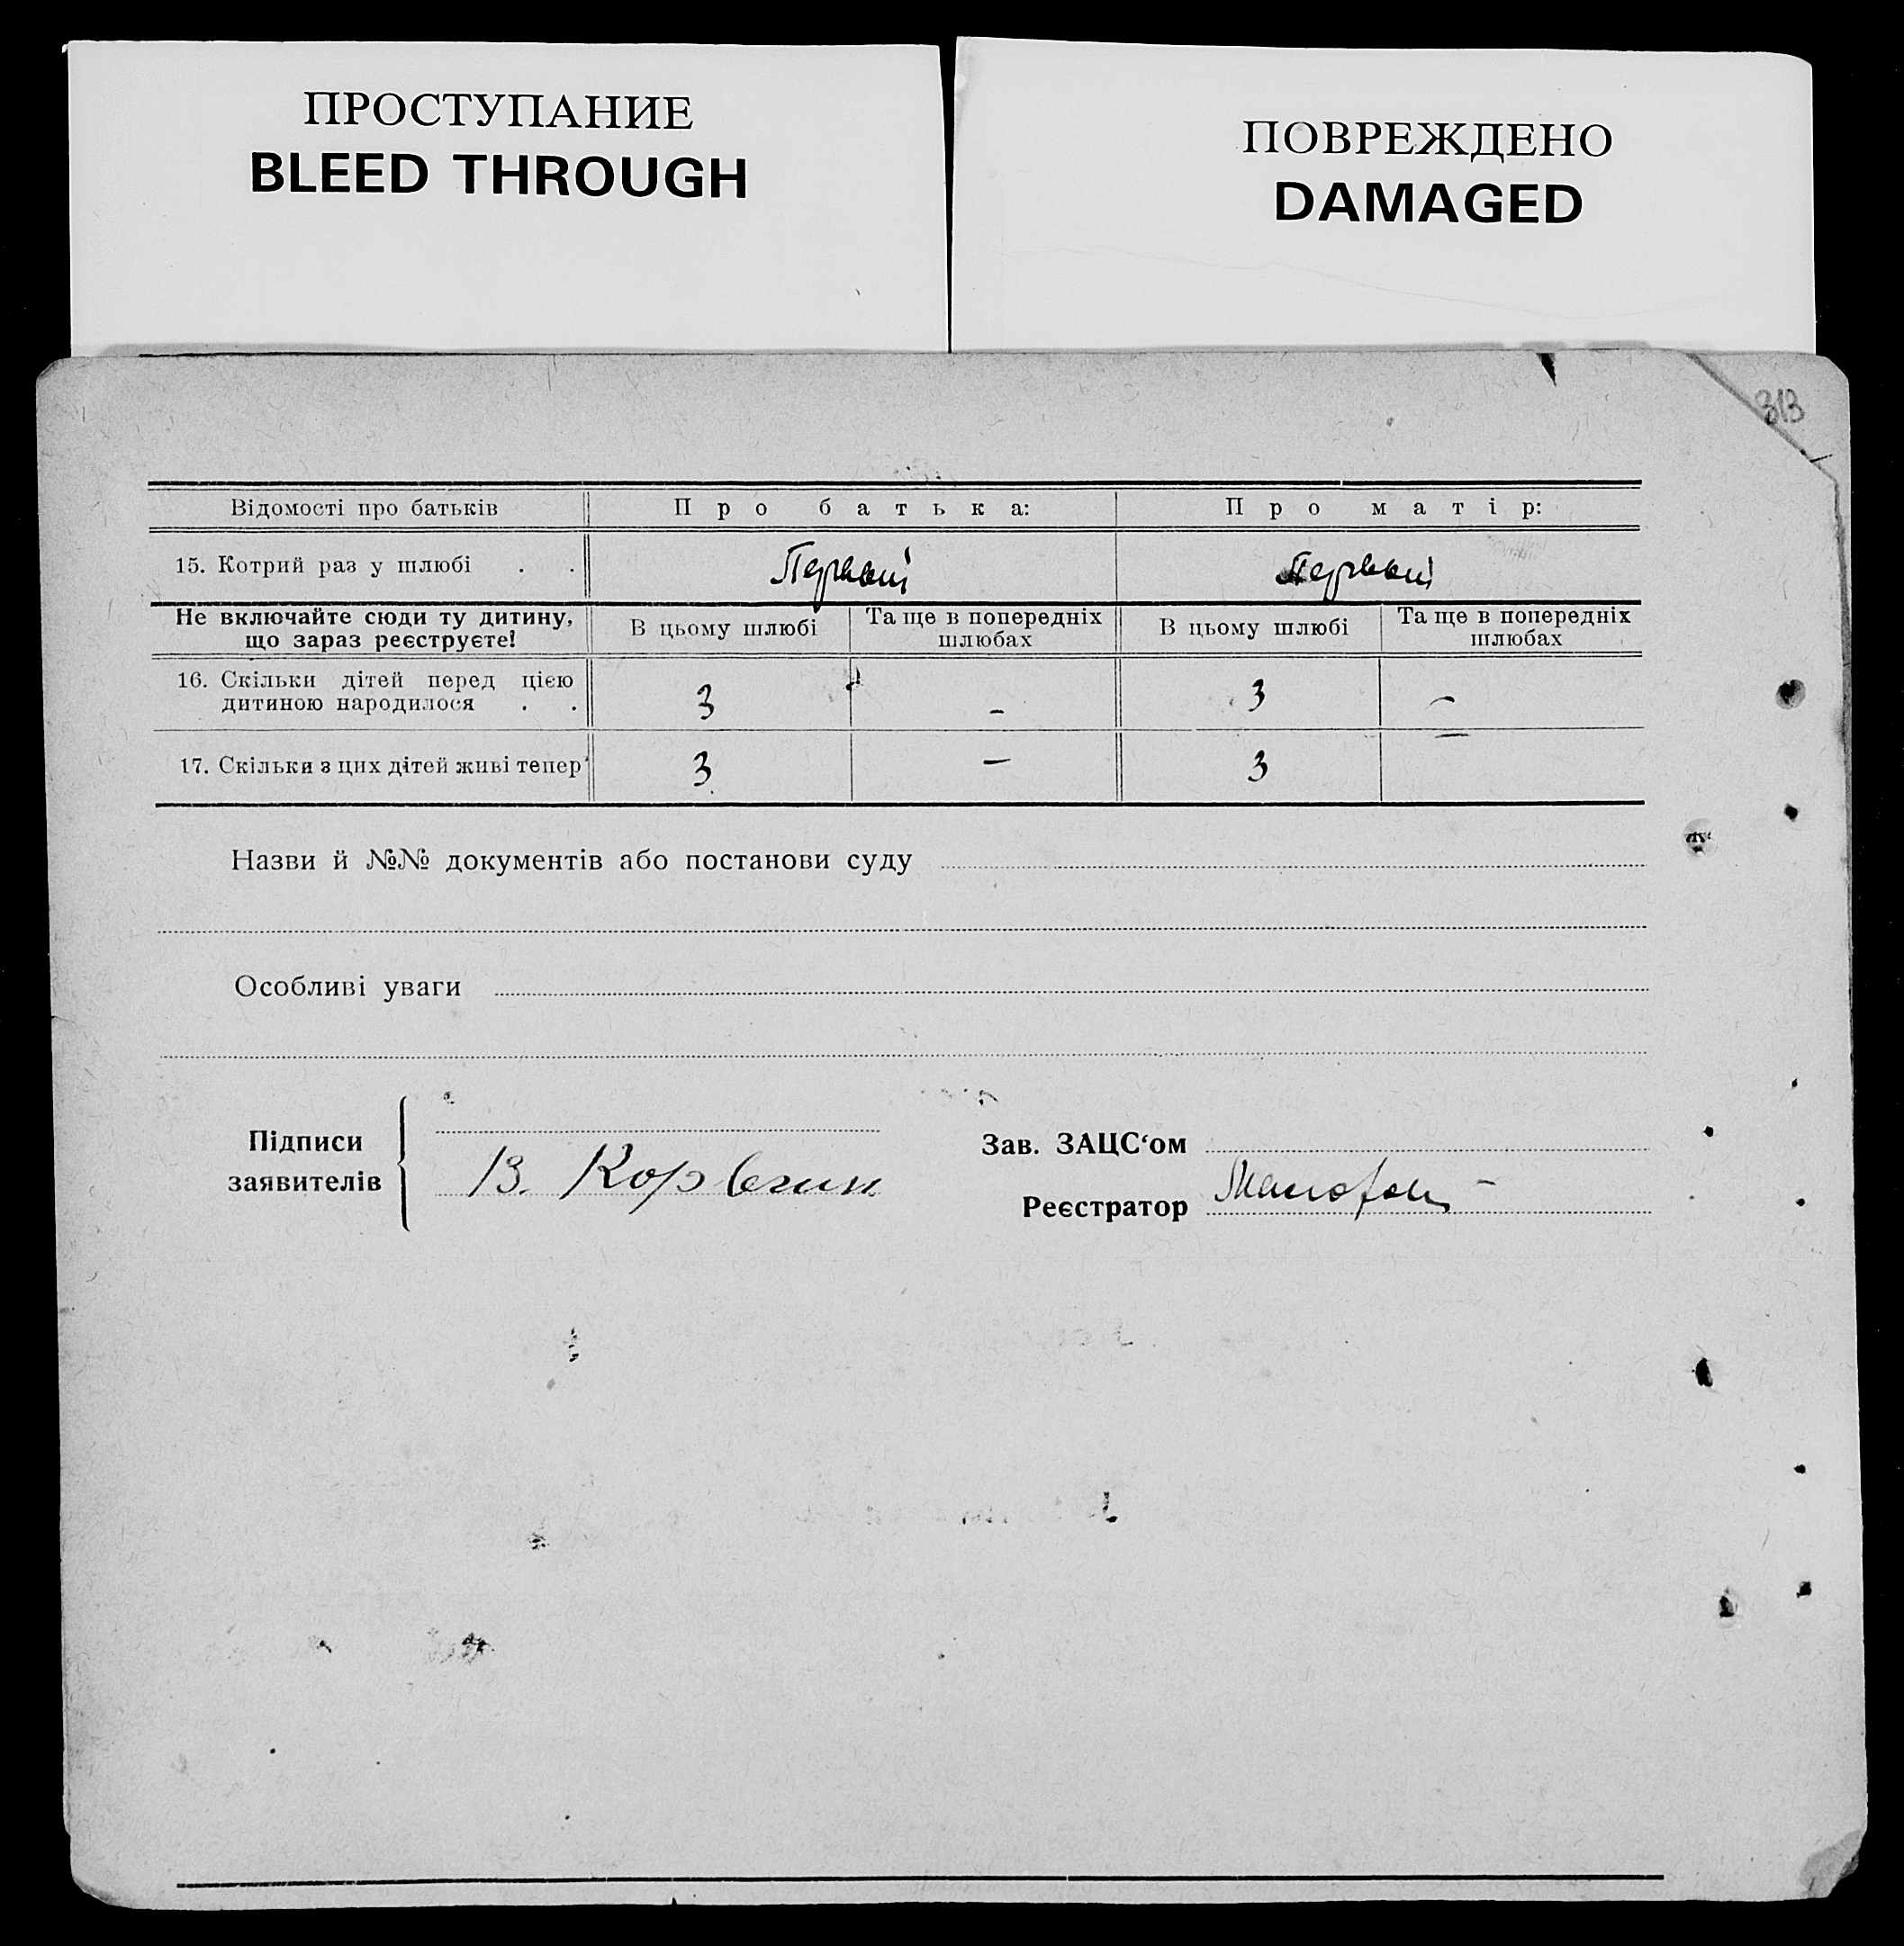 ПРОСТУПАНИЕ
BLEED THROUGH
ПОВРЕЖДЕНО
DAMAGED
313
Відомості про батьків Про батька: Про матір:
15. Котрий раз у шлюбі . . Первый Первый
Не включайте сюди ту дитину, що зараз реєструєте! В цьому шлюбі Та ще в попередніх шлюбах В цьому шлюбі Та ще в попередніх шлюбах
16. Скільки дітей перед цією дитиною народилося . . 3 – 3 –
17. Скільки з цих дітей живі тепер 3 – 3 –
Назви й №№ документів або постанови суду
Особливі уваги
Підписи заявителів
В.
Зав. ЗАЦС‘ом
Реєстратор